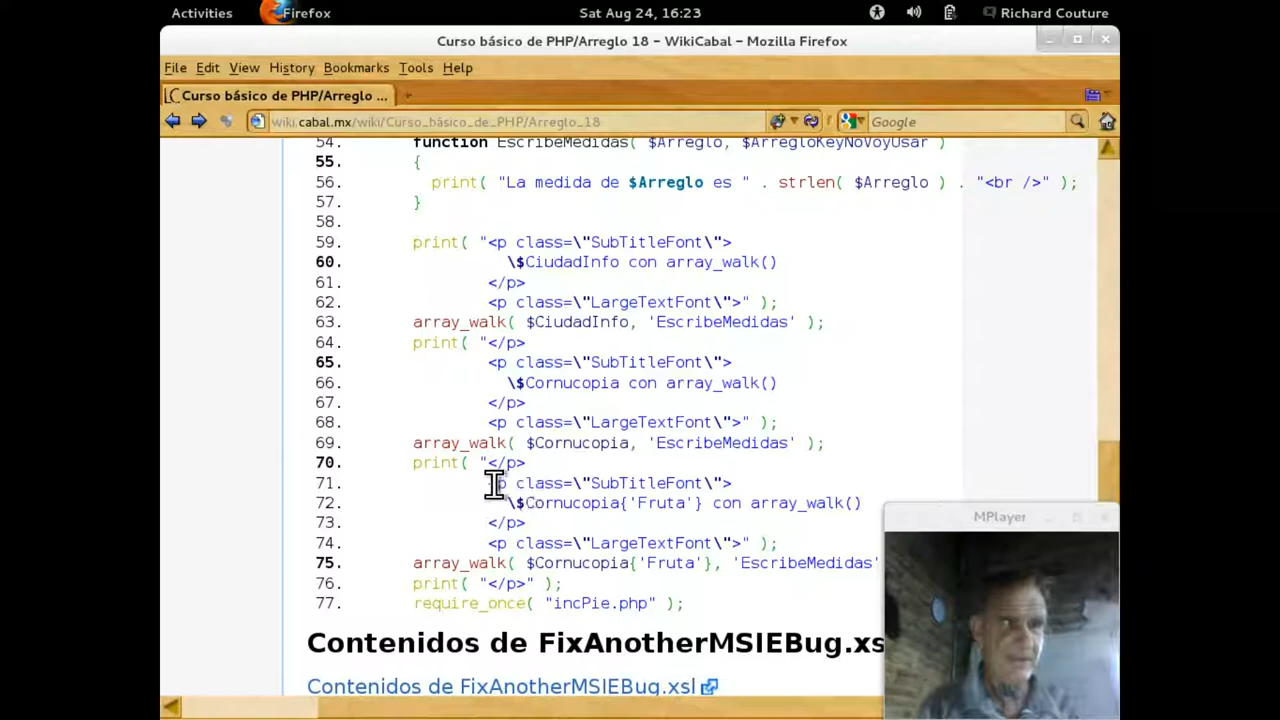 Activities Firefox Sat Aug 24, 16:23 Richard Couture
Curso básico de PHP/Arreglo 18 - WikiCabal - Mozilla Firefox
File Edit View History Bookmarks Tools Help
Curso básico de PHP/Arreglo ...
wiki.cabal.mx/wiki/Curso_básico_de_PHP/Arreglo_18 Google
54. function EscribeMedidas( $Arreglo, $ArregloKeyNoVoyUsar )
55. {
56. print( "La medida de $Arreglo es " . strlen( $Arreglo ) . "<br />" );
57. }
58.
59. print( "<p class=\"SubTitleFont\">
60. \$CiudadInfo con array_walk()
61. </p>
62. <p class=\"LargeTextFont\">" );
63. array_walk( $CiudadInfo, 'EscribeMedidas' );
64. print( "</p>
65. <p class=\"SubTitleFont\">
66. \$Cornucopia con array_walk()
67. </p>
68. <p class=\"LargeTextFont\">" );
69. array_walk( $Cornucopia, 'EscribeMedidas' );
70. print( "</p>
71. <p class=\"SubTitleFont\">
72. \$Cornucopia{'Fruta'} con array_walk()
73. </p>
74. <p class=\"LargeTextFont\">" );
75. array_walk( $Cornucopia{'Fruta'}, 'EscribeMedidas'
76. print( "</p>" );
77. require_once( "incPie.php" );
MPlayer
Contenidos de FixAnotherMSIEBug.xs
Contenidos de FixAnotherMSIEBug.xsl